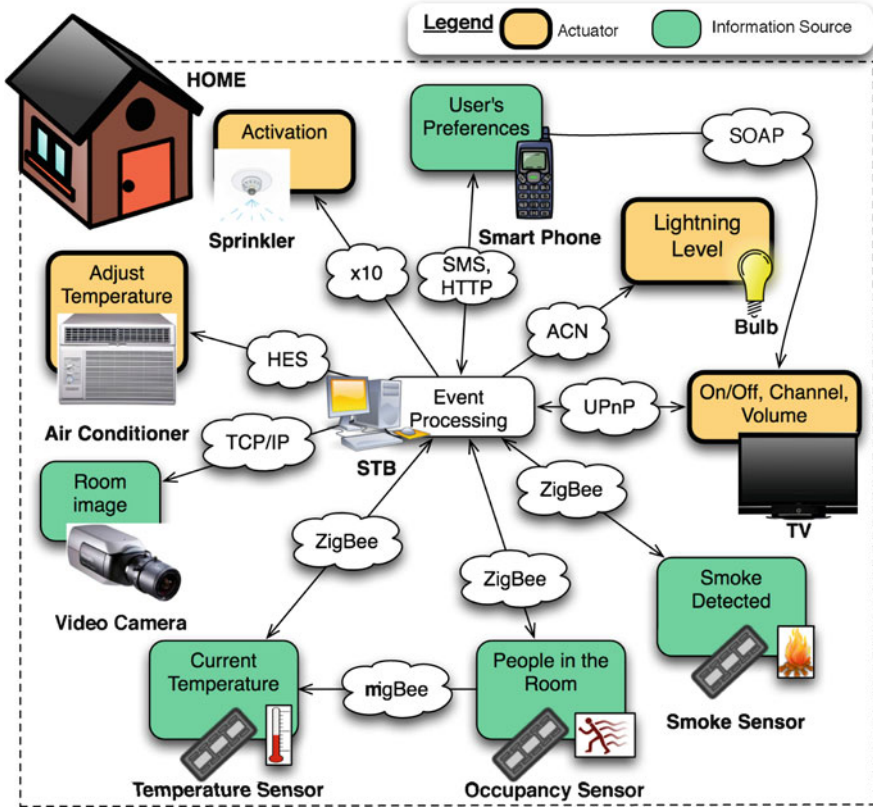 Legend
Actuator
Information Source
HOME
Activation
Sprinkler
User's
Preferences
Smart Phone
SOAP
Lightning
Level
Bulb
Adjust
Temperature
Air Conditioner
x10
SMS,
HTTP
ACN
HES
Event
Processing
STB
UPnP
On/Off, Channel,
Volume
TV
TCP/IP
Room
image
Video Camera
ZigBee
ZigBee
ZigBee
Smoke
Detected
Smoke Sensor
Current
Temperature
Temperature Sensor
migBee
People in the
Room
Occupancy Sensor